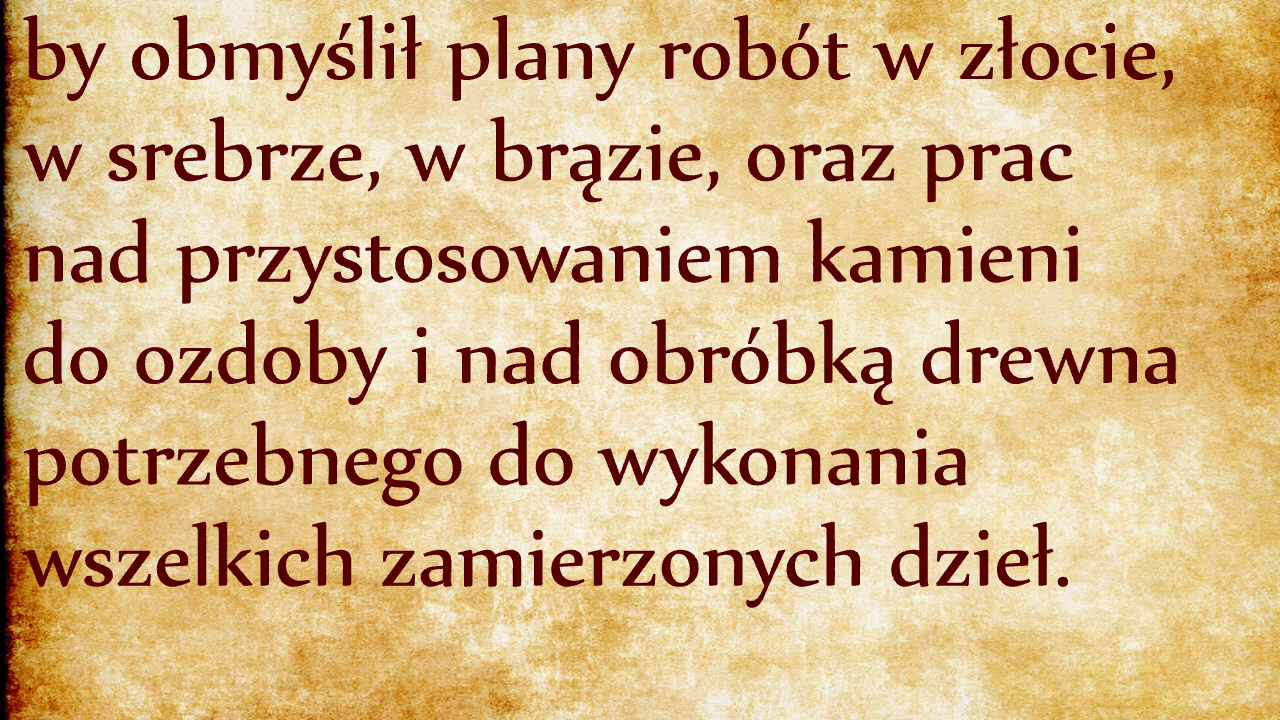 by obmyślił plany robót w złocie,
w srebrze, w brązie, oraz prac
nad przystosowaniem kamieni
do ozdoby i nad obróbką drewna
potrzebnego do wykonania
wszelkich zamierzonych dzieł.